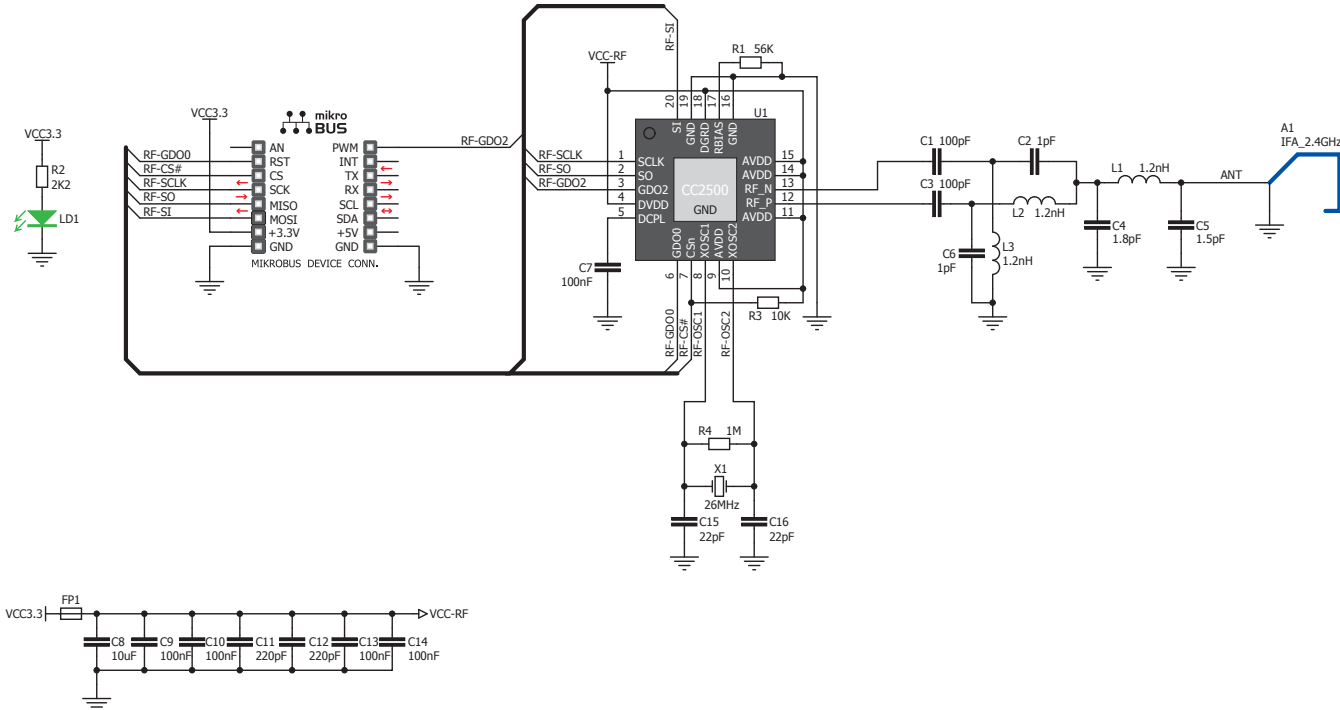 VCC3.3
R2
2K2
LD1
VCC3.3
mikro
BUS
AN
RST
CS
SCK
MISO
MOSI
+3.3V
GND
PWM
INT
TX
RX
SCL
SDA
+5V
GND
MIKROBUS DEVICE CONN.
RF-GDO0
RF-CS#
RF-SCLK
RF-SO
RF-SI
RF-GDO2
RF-SI
VCC-RF
R1 56K
U1
20 19 18 17 16
SI GND DGRD RBIAS GND
RF-SCLK
RF-SO
RF-GDO2
1
2
3
4
5
SCLK
SO
GDO2
DVDD
DCPL
CC2500
GND
AVDD
AVDD
RF_N
RF_P
AVDD
15
14
13
12
11
GDO0 CSn XOSC1 AVDD XOSC2
6 7 8 9 10
C7
100nF
R3 10K
RF-GDO0
RF-CS#
RF-OSC1
RF-OSC2
R4 1M
X1
26MHz
C15
22pF
C16
22pF
C1 100pF
C2 1pF
C3 100pF
L2 1.2nH
C6
1pF
L3
1.2nH
L1 1.2nH
C4
1.8pF
C5
1.5pF
ANT
A1
IFA_2.4GHz
VCC3.3
FP1
VCC-RF
C8
10uF
C9
100nF
C10
100nF
C11
220pF
C12
220pF
C13
100nF
C14
100nF